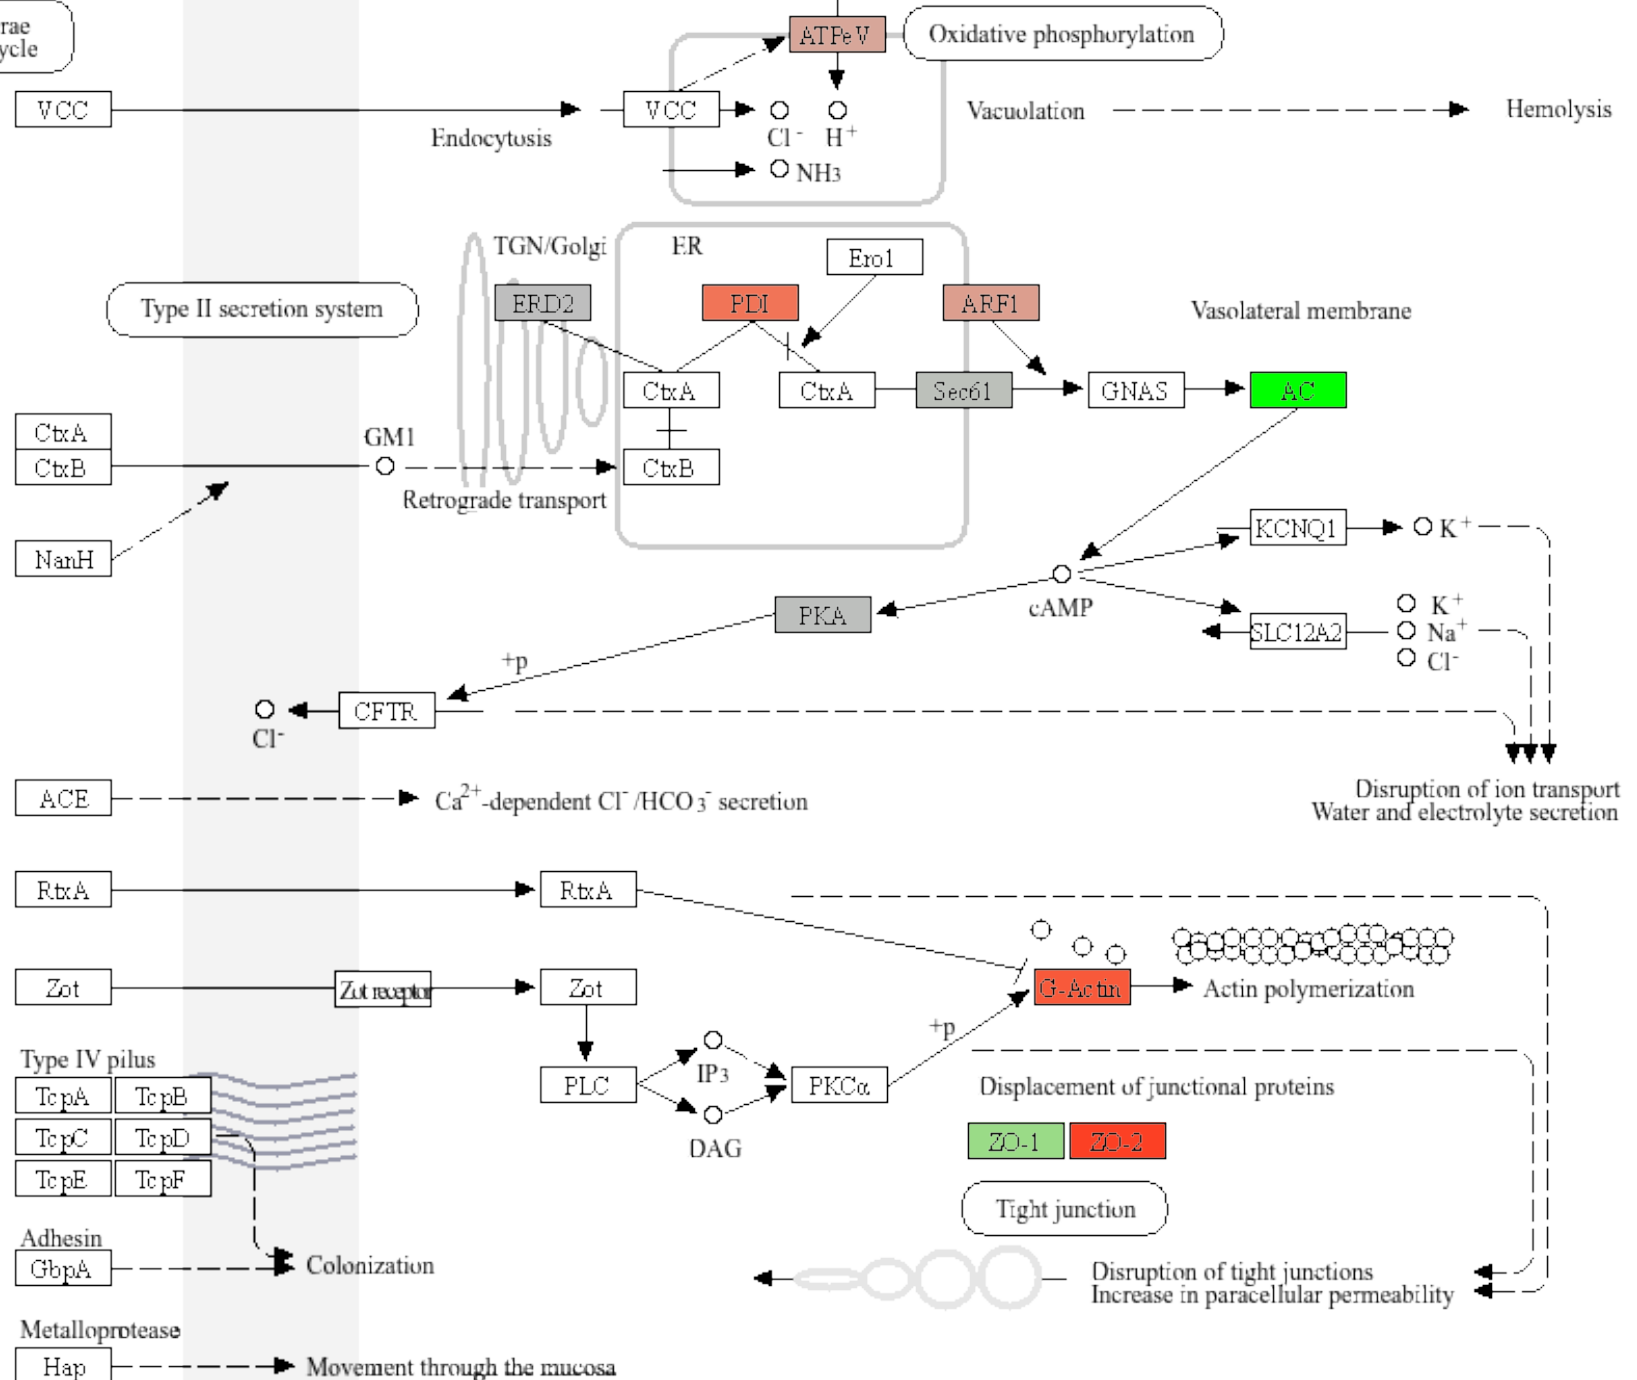 rae
ycle
ATPeV
Oxidative phosphorylation
VCC
VCC
Endocytosis
Cl-
H+
NH3
Vacuolation
Hemolysis
TGN/Golgi
ER
Ero1
ERD2
PDI
ARF1
Type II secretion system
Vasolateral membrane
CtxA
CtxA
Sec61
GNAS
AC
CtxA
CtxB
GM1
CtxB
Retrograde transport
NanH
KCNQ1
K+
cAMP
PKA
K+
SLC12A2
Na+
Cl-
+p
CFTR
Cl-
ACE
Ca2+-dependent Cl-/HCO3- secretion
Disruption of ion transport
Water and electrolyte secretion
RtxA
RtxA
Zot
Zot receptor
Zot
G-Actin
Actin polymerization
+p
Type IV pilus
TcpA
TcpB
PLC
IP3
PKCα
Displacement of junctional proteins
TcpC
TcpD
DAG
ZO-1
ZO-2
TcpE
TcpF
Tight junction
Adhesin
GbpA
Colonization
Disruption of tight junctions
Increase in paracellular permeability
Metalloprotease
Hap
Movement through the mucosa